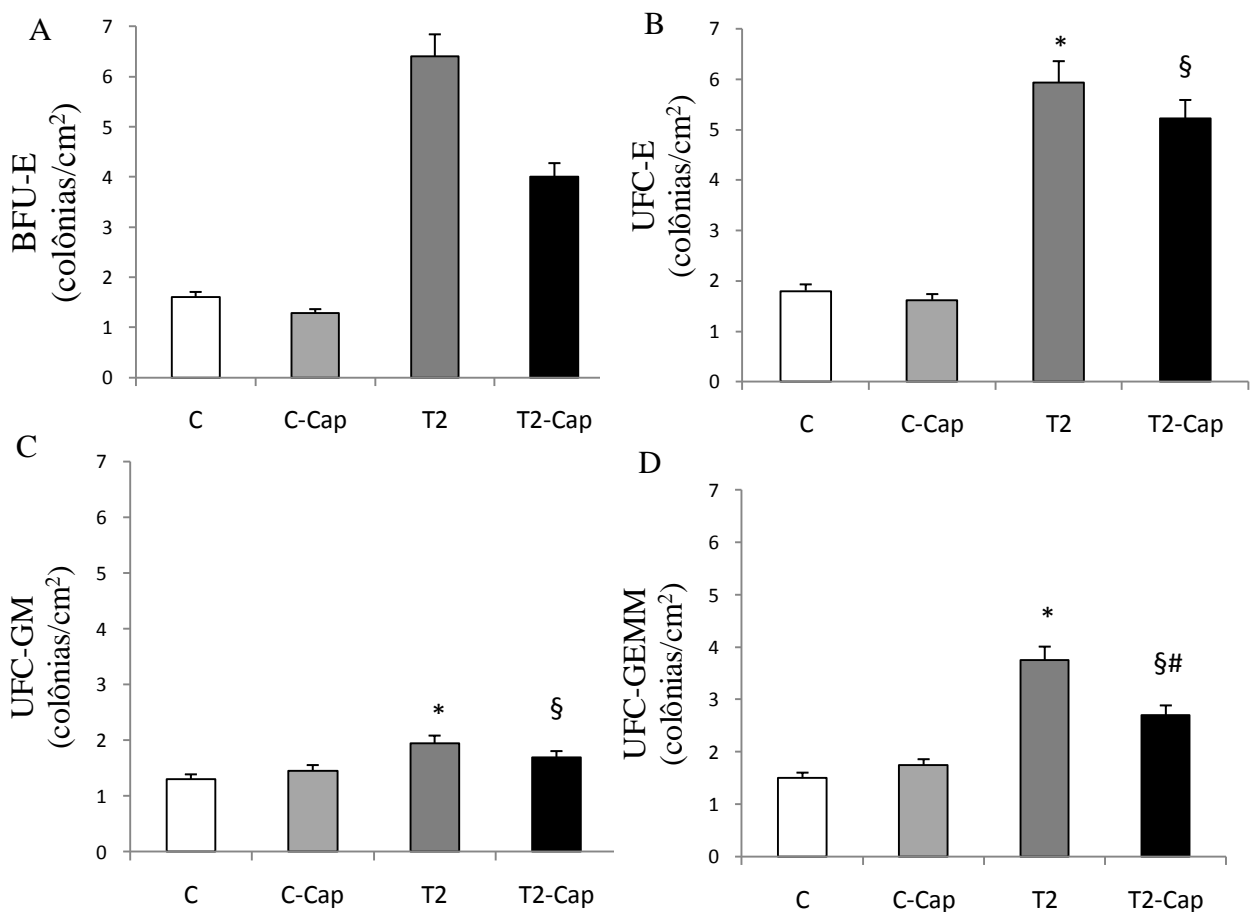 A
BFU-E
(colônias/cm²)
7
6
5
4
3
2
1
0
C C-Cap T2 T2-Cap
B
UFC-E
(colônias/cm²)
7
6
5
4
3
2
1
0
*
§
C C-Cap T2 T2-Cap
C
UFC-GM
(colônias/cm²)
7
6
5
4
3
2
1
0
*
§
C C-Cap T2 T2-Cap
D
UFC-GEMM
(colônias/cm²)
7
6
5
4
3
2
1
0
*
§#
C C-Cap T2 T2-Cap